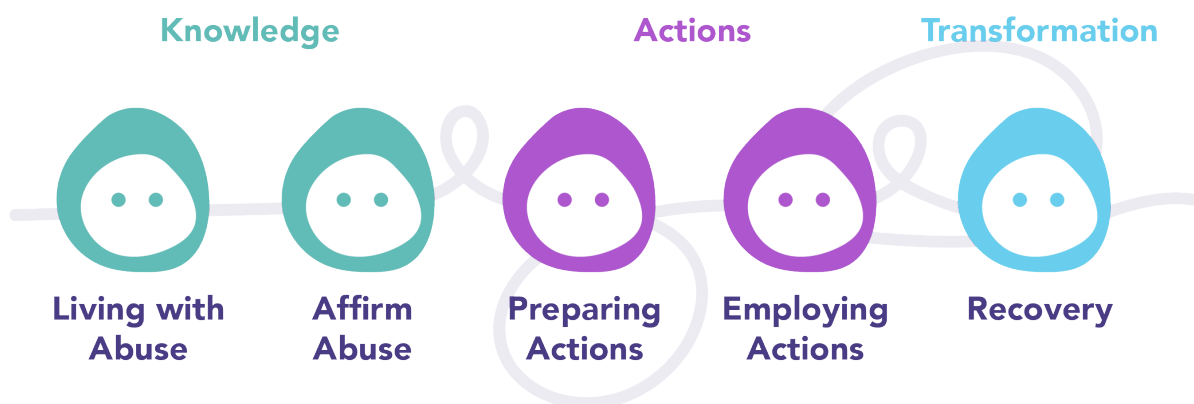 Knowledge
Actions
Transformation
Living with
Abuse
Affirm
Abuse
Preparing
Actions
Employing
Actions
Recovery